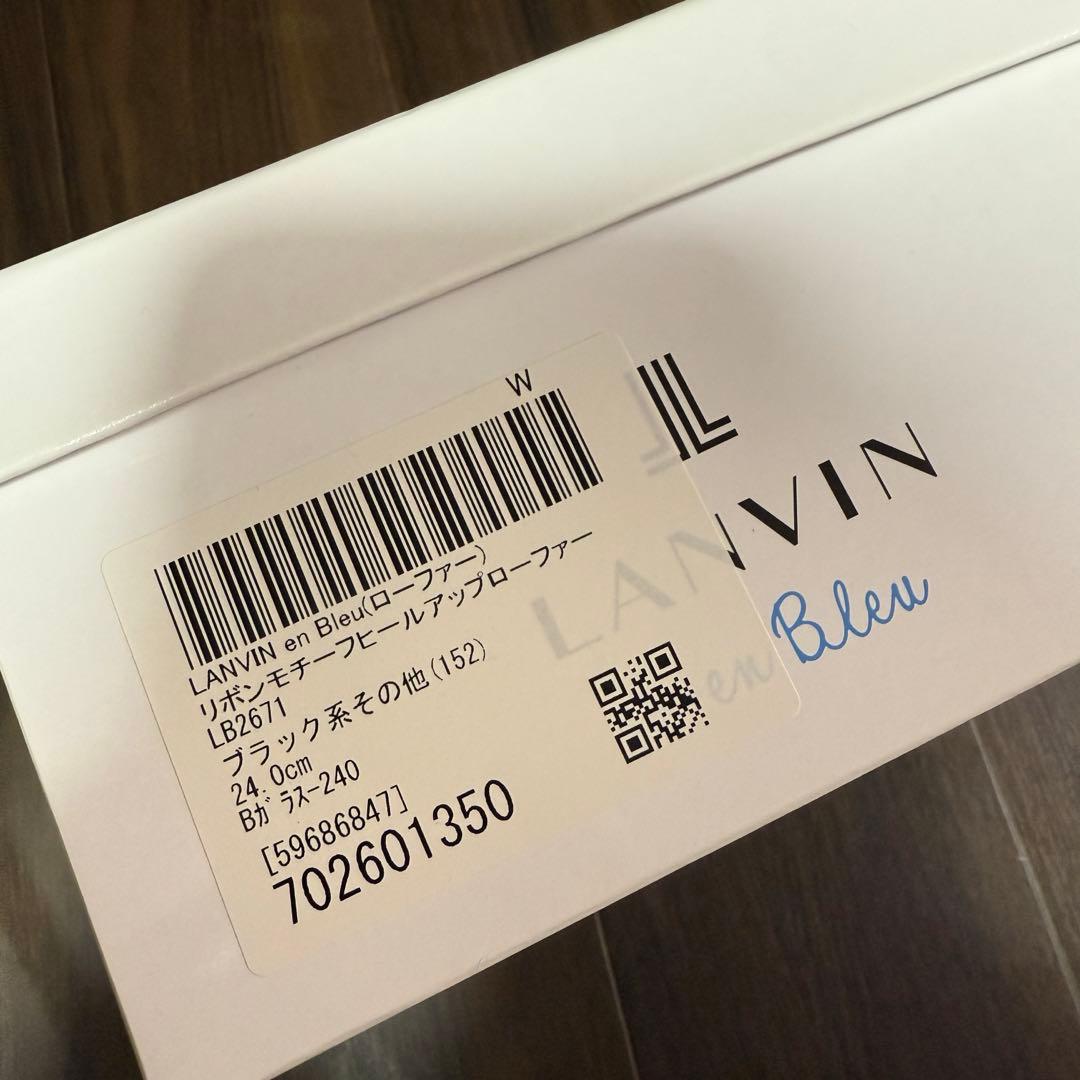 W
LANVIN en Bleu(ローファー)
リボンモチーフヒールアップローファー
LB2671
ブラック系その他(152)
24.0cm
Bｶﾞﾗｽｰ240
[59686847]
702601350
LANVIN
en Bleu